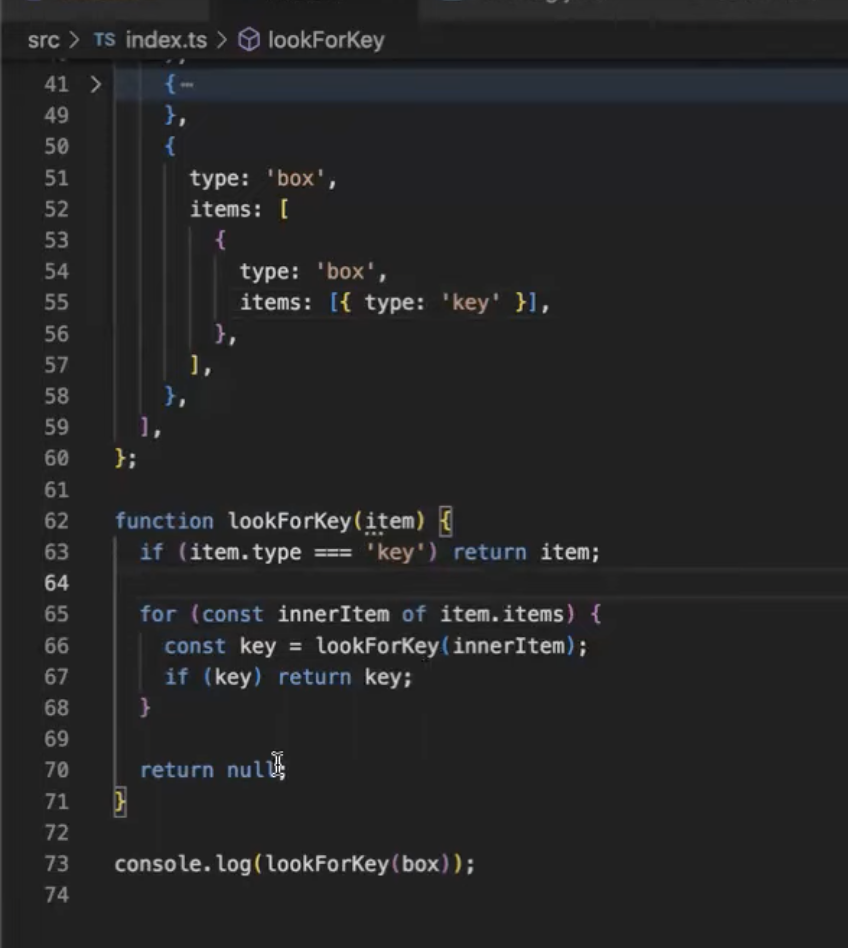 src > TS index.ts > lookForKey
41 > {⋯
49 },
50 {
51 type: 'box',
52 items: [
53 {
54 type: 'box',
55 items: [{ type: 'key' }],
56 },
57 ],
58 },
59 ],
60 };
61
62 function lookForKey(item) {
63 if (item.type === 'key') return item;
64
65 for (const innerItem of item.items) {
66 const key = lookForKey(innerItem);
67 if (key) return key;
68 }
69
70 return null;
71 }
72
73 console.log(lookForKey(box));
74